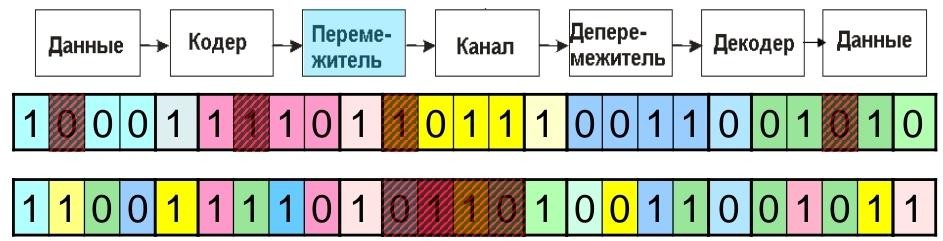 Данные Кодер Переме-житель Канал Депере-межитель Декодер Данные
1 0 0 0 1 1 1 1 0 1 1 0 1 1 1 0 0 1 1 0 0 1 0 1 0
1 1 0 0 1 1 1 1 0 1 0 1 1 0 1 0 0 1 1 0 0 1 0 1 1